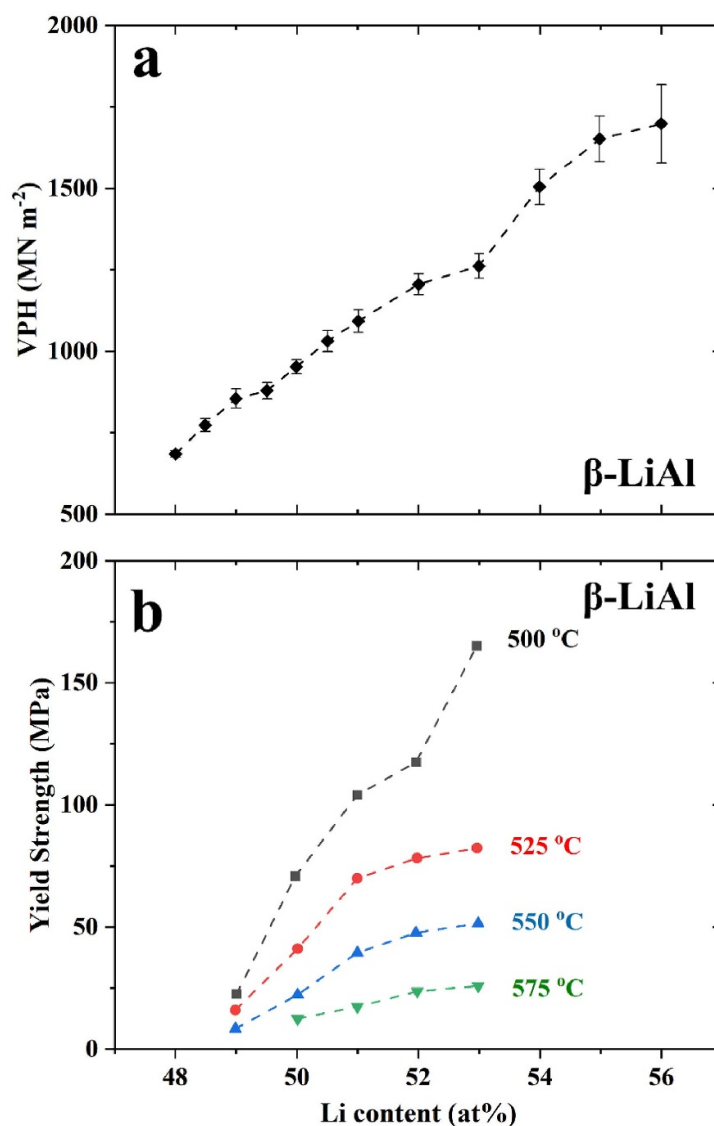 a
2000
1500
1000
500
VPH (MN m⁻²)
β-LiAl
b
β-LiAl
200
150
100
50
0
Yield Strength (MPa)
500 °C
525 °C
550 °C
575 °C
48 50 52 54 56
Li content (at%)